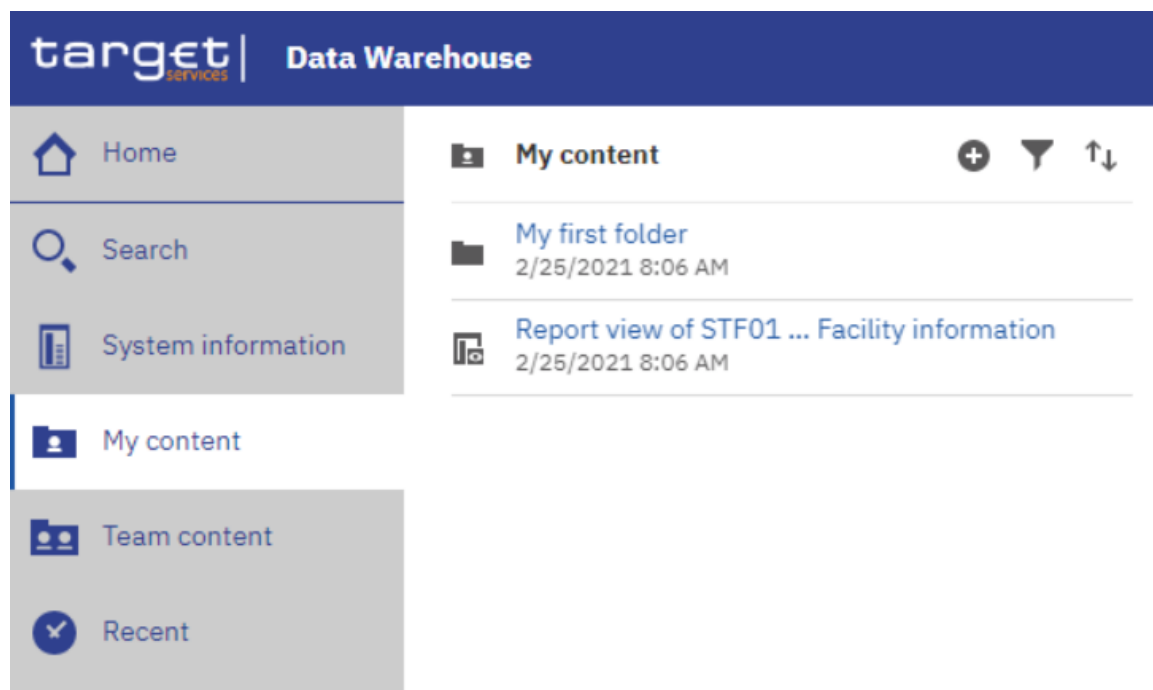 target
services
Data Warehouse
Home
Search
System information
My content
Team content
Recent
My content
My first folder
2/25/2021 8:06 AM
Report view of STF01 ... Facility information
2/25/2021 8:06 AM